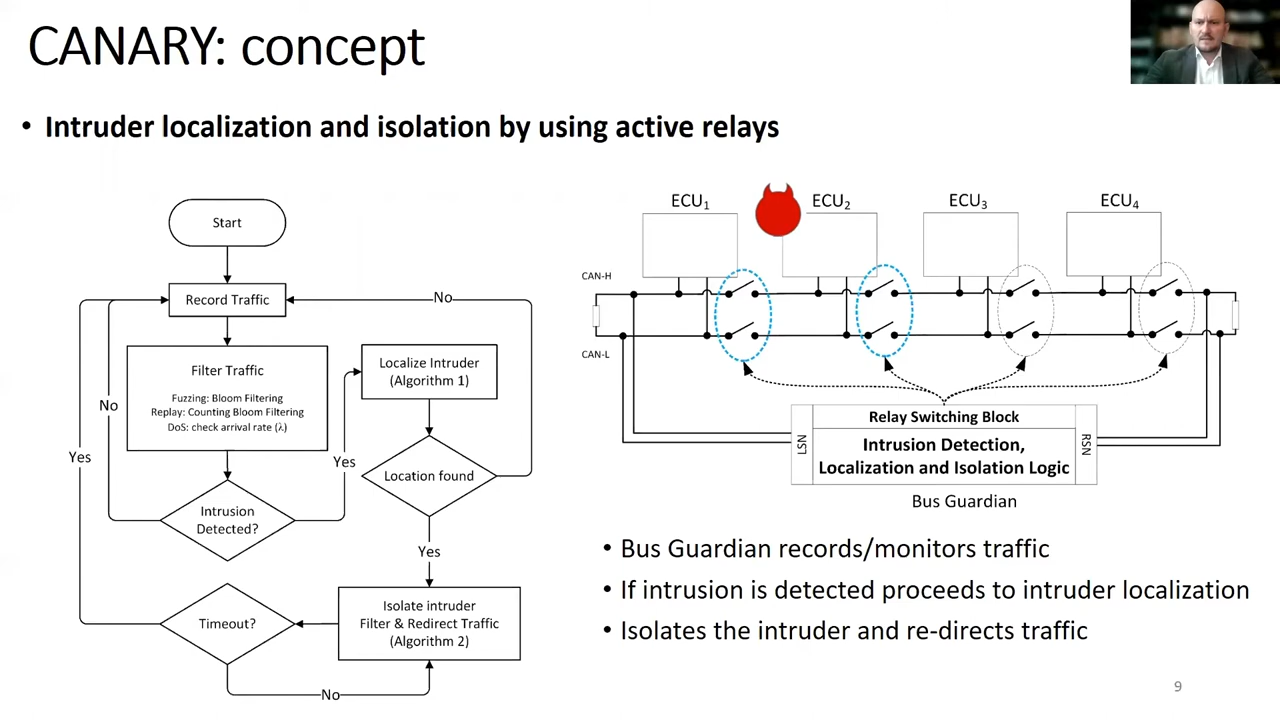 CANARY: concept
• Intruder localization and isolation by using active relays
Start
Record Traffic
No
Filter Traffic
Fuzzing: Bloom Filtering
Replay: Counting Bloom Filtering
DoS: check arrival rate (λ)
Localize Intruder
(Algorithm 1)
No
Yes
Yes
Location found
Intrusion
Detected?
Yes
Isolate intruder
Filter & Redirect Traffic
(Algorithm 2)
Timeout?
No
ECU1
ECU2
ECU3
ECU4
CAN-H
CAN-L
Relay Switching Block
LSN
Intrusion Detection,
Localization and Isolation Logic
RSN
Bus Guardian
• Bus Guardian records/monitors traffic
• If intrusion is detected proceeds to intruder localization
• Isolates the intruder and re-directs traffic
9